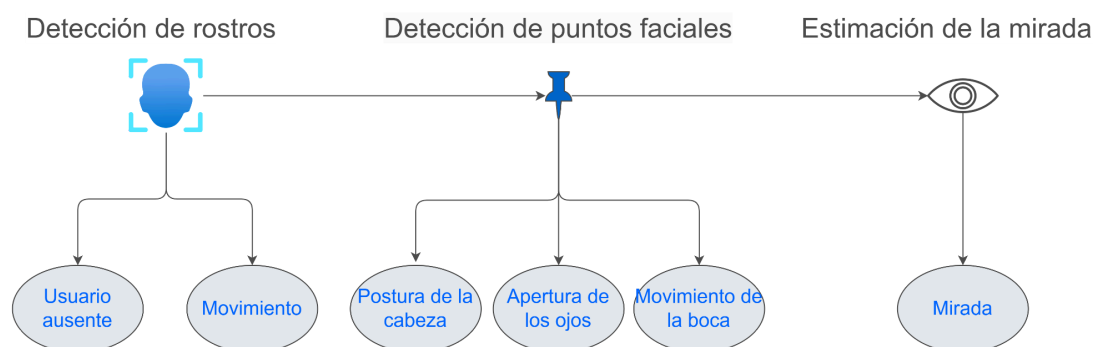 Detección de rostros
Detección de puntos faciales
Estimación de la mirada
Usuario
ausente
Movimiento
Postura de la
cabeza
Apertura de
los ojos
Movimiento de
la boca
Mirada